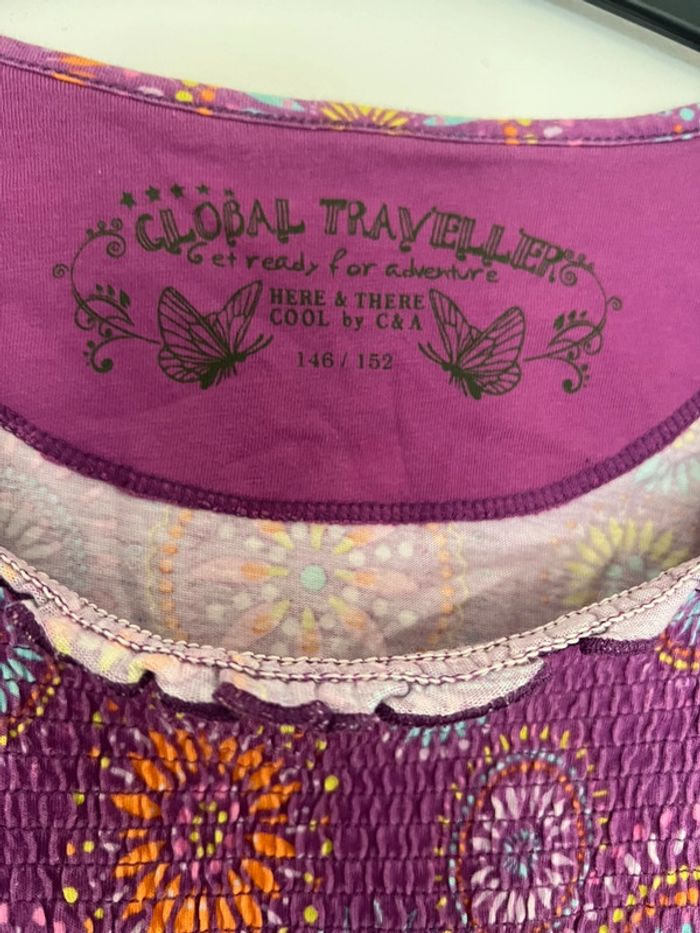 GLOBAL TRAVELLER
Get ready for adventure
HERE & THERE
COOL by C&A
146 / 152